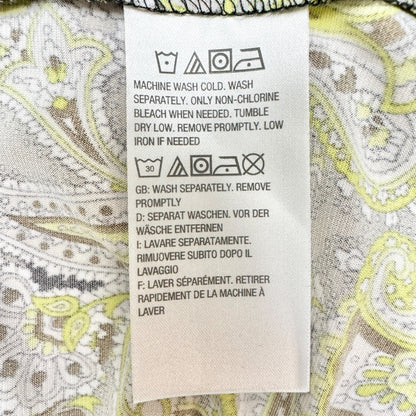 MACHINE WASH COLD. WASH
SEPARATELY. ONLY NON-CHLORINE
BLEACH WHEN NEEDED. TUMBLE
DRY LOW. REMOVE PROMPTLY. LOW
IRON IF NEEDED
30
GB: WASH SEPARATELY. REMOVE
PROMPTLY
D: SEPARAT WASCHEN. VOR DER
WÄSCHE ENTFERNEN
I: LAVARE SEPARATAMENTE.
RIMUOVERE SUBITO DOPO IL
LAVAGGIO
F: LAVER SÉPARÉMENT. RETIRER
RAPIDEMENT DE LA MACHINE À
LAVER